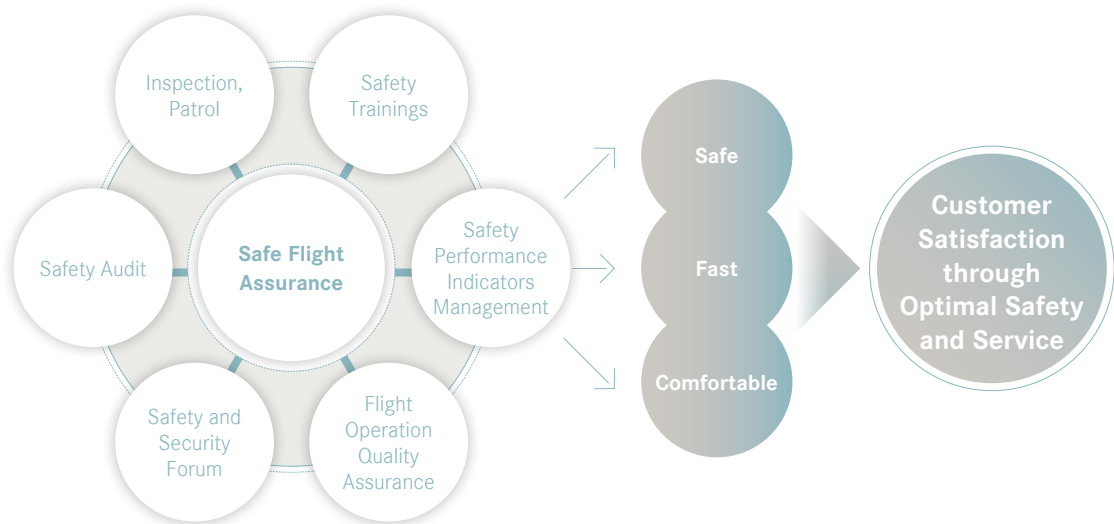 Inspection,
Patrol
Safety
Trainings
Safety Audit
Safe Flight
Assurance
Safety
Performance
Indicators
Management
Safety and
Security
Forum
Flight
Operation
Quality
Assurance
Safe
Fast
Comfortable
Customer
Satisfaction
through
Optimal Safety
and Service